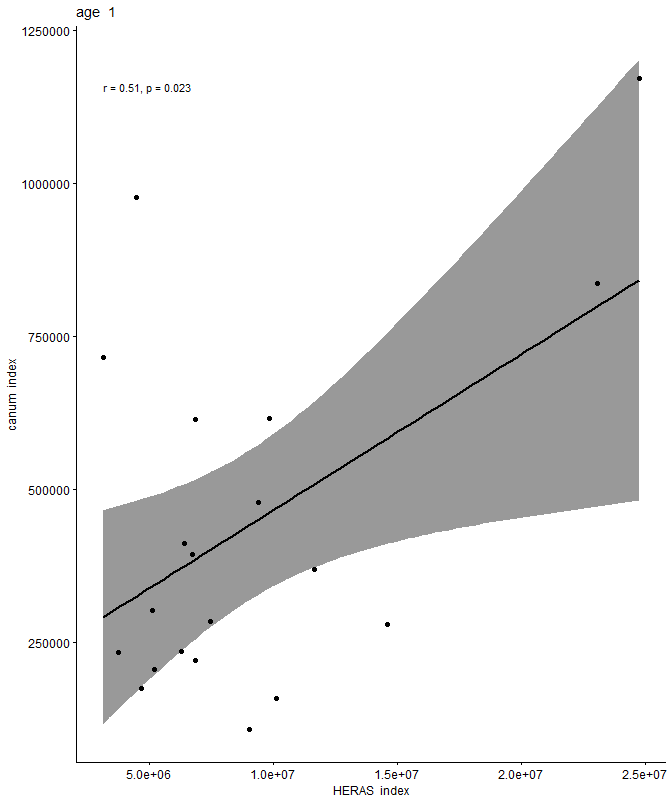 age 1
1250000
r = 0.51, p = 0.023
1000000
750000
canum index
500000
250000
5.0e+06 1.0e+07 1.5e+07 2.0e+07 2.5e+07
HERAS index